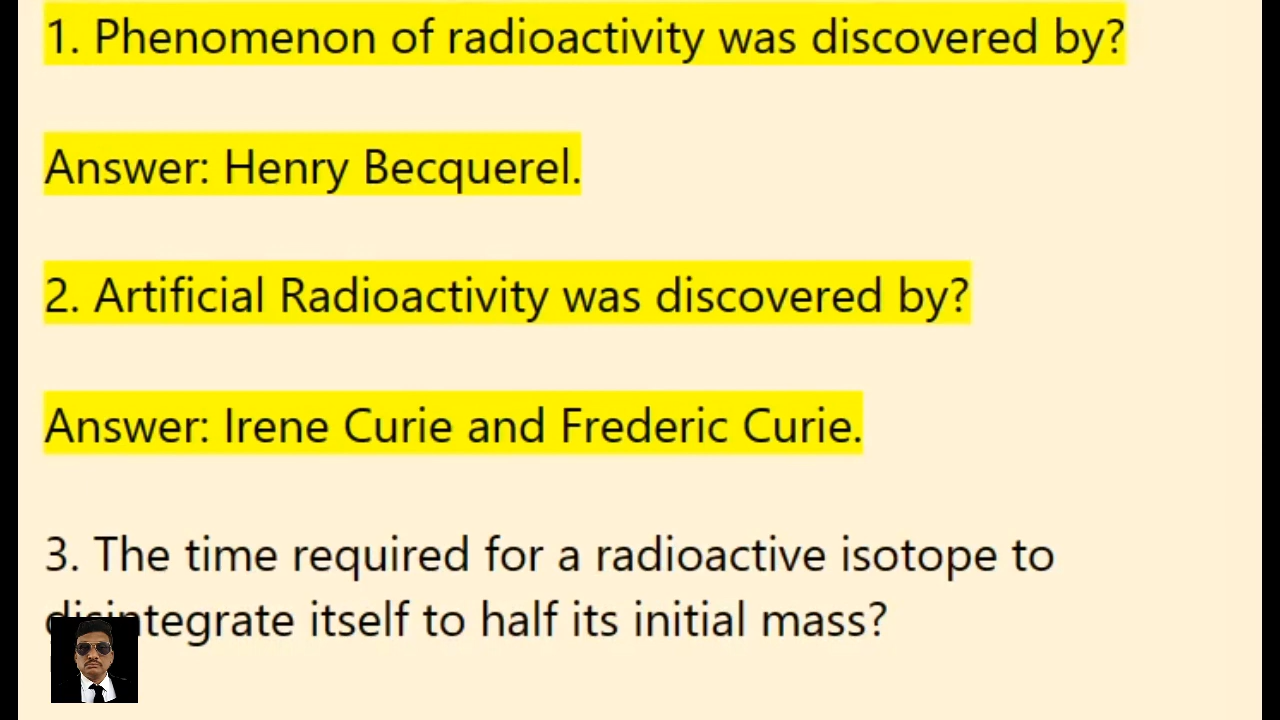 1. Phenomenon of radioactivity was discovered by?
Answer: Henry Becquerel.
2. Artificial Radioactivity was discovered by?
Answer: Irene Curie and Frederic Curie.
3. The time required for a radioactive isotope to
disintegrate itself to half its initial mass?